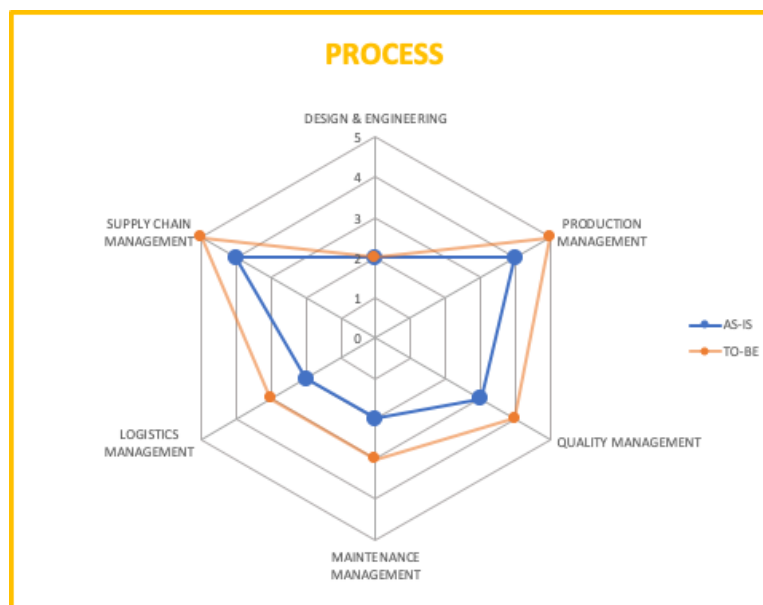 PROCESS
DESIGN & ENGINEERING
5
4
3
2
1
0
SUPPLY CHAIN
MANAGEMENT
PRODUCTION
MANAGEMENT
AS-IS
TO-BE
LOGISTICS
MANAGEMENT
QUALITY MANAGEMENT
MAINTENANCE
MANAGEMENT